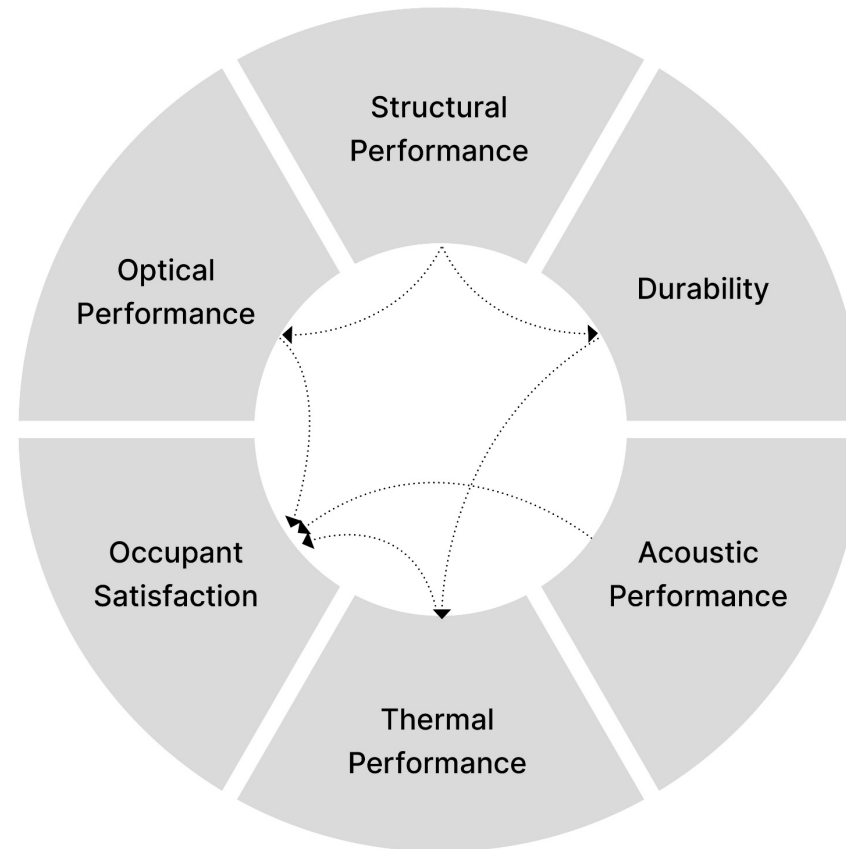 Structural
Performance
Optical
Performance
Durability
Occupant
Satisfaction
Acoustic
Performance
Thermal
Performance